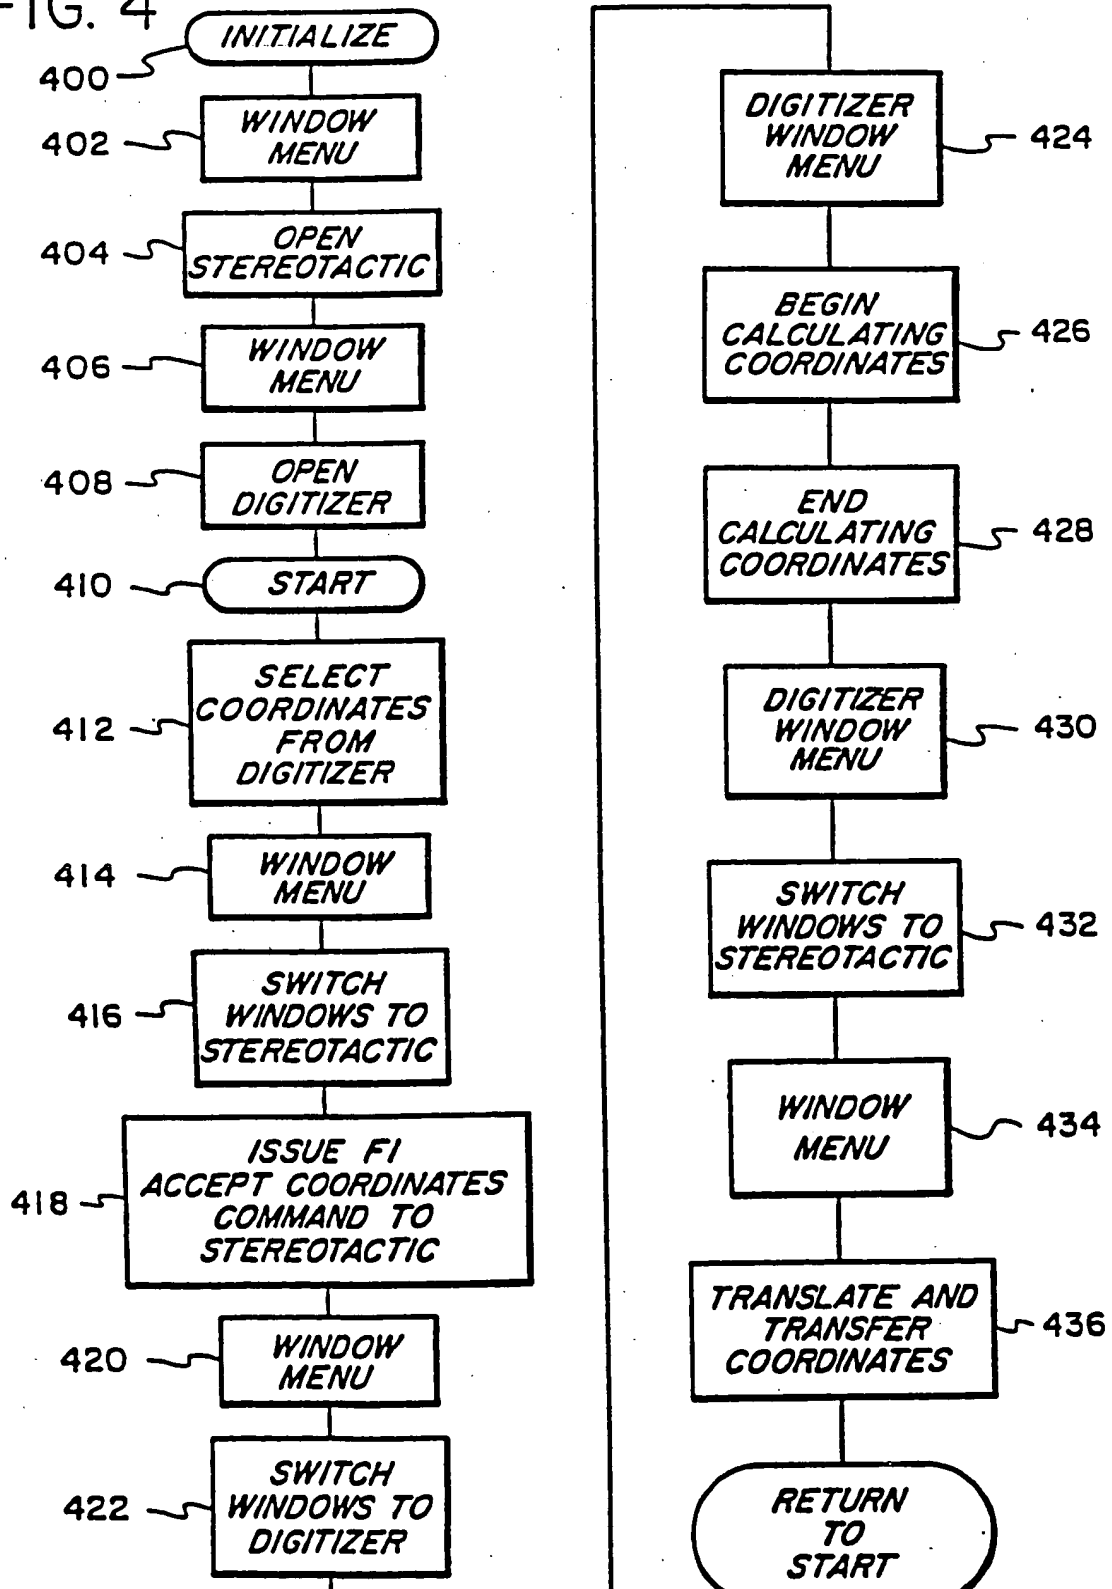 FIG. 4
INITIALIZE
400
WINDOW
MENU
402
OPEN
STEREOTACTIC
404
WINDOW
MENU
406
OPEN
DIGITIZER
408
START
410
SELECT
COORDINATES
FROM
DIGITIZER
412
WINDOW
MENU
414
SWITCH
WINDOWS TO
STEREOTACTIC
416
ISSUE F1
ACCEPT COORDINATES
COMMAND TO
STEREOTACTIC
418
WINDOW
MENU
420
SWITCH
WINDOWS TO
DIGITIZER
422
DIGITIZER
WINDOW
MENU
424
BEGIN
CALCULATING
COORDINATES
426
END
CALCULATING
COORDINATES
428
DIGITIZER
WINDOW
MENU
430
SWITCH
WINDOWS TO
STEREOTACTIC
432
WINDOW
MENU
434
TRANSLATE AND
TRANSFER
COORDINATES
436
RETURN
TO
START